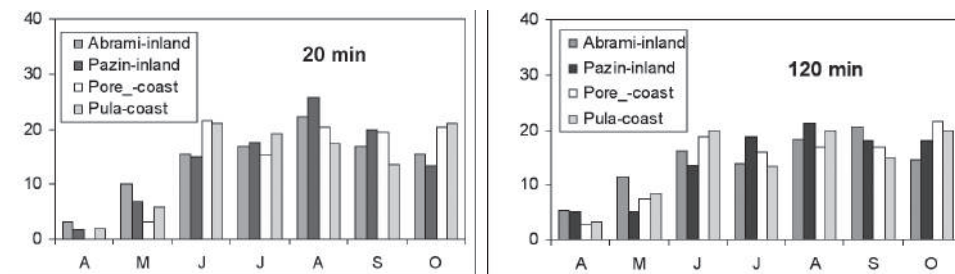 40
30
20
10
0
Abrami-inland
Pazin-inland
Pore_-coast
Pula-coast
20 min
A M J J A S O
40
30
20
10
0
Abrami-inland
Pazin-inland
Pore_-coast
Pula-coast
120 min
A M J J A S O